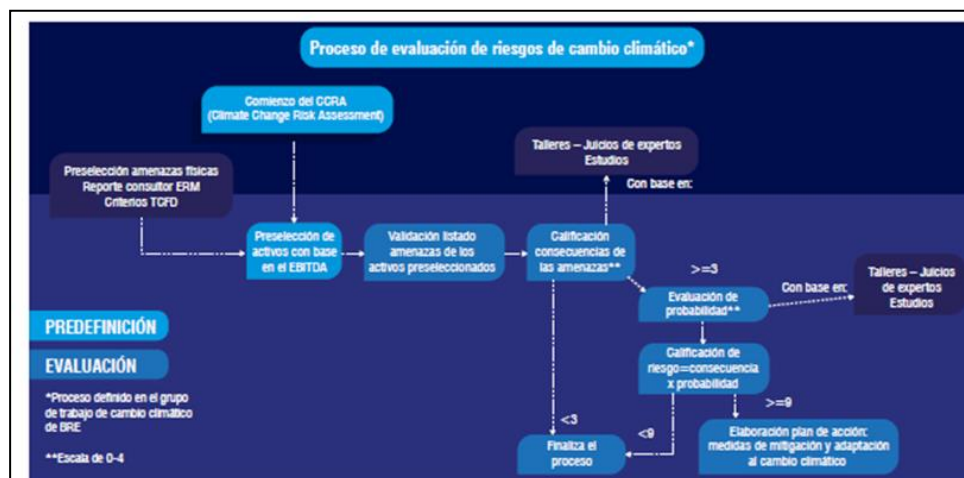 Proceso de evaluación de riesgos de cambio climático*
Comienzo del CCRA
(Climate Change Risk Assessment)
Talleres – Juicios de expertos
Estudios
Preselección amenazas físicas
Reporte consultor ERM
Criterios TCFD
Con base en:
Preselección de
activos con base
en el EBITDA
Validación listado
amenazas de los
activos preseleccionados
Calificación
consecuencias
de las amenazas**
>=3
Con base en:
Talleres – Juicios
de expertos
Estudios
Evaluación de
probabilidad**
PREDEFINICIÓN
EVALUACIÓN
Calificación de
riesgo=consecuencia
x probabilidad
*Proceso definido en el grupo
de trabajo de cambio climático
de BRE
**Escala de 0-4
<3
<9
>=9
Finaliza el
proceso
Elaboración plan de acción:
medidas de mitigación y adaptación
al cambio climático